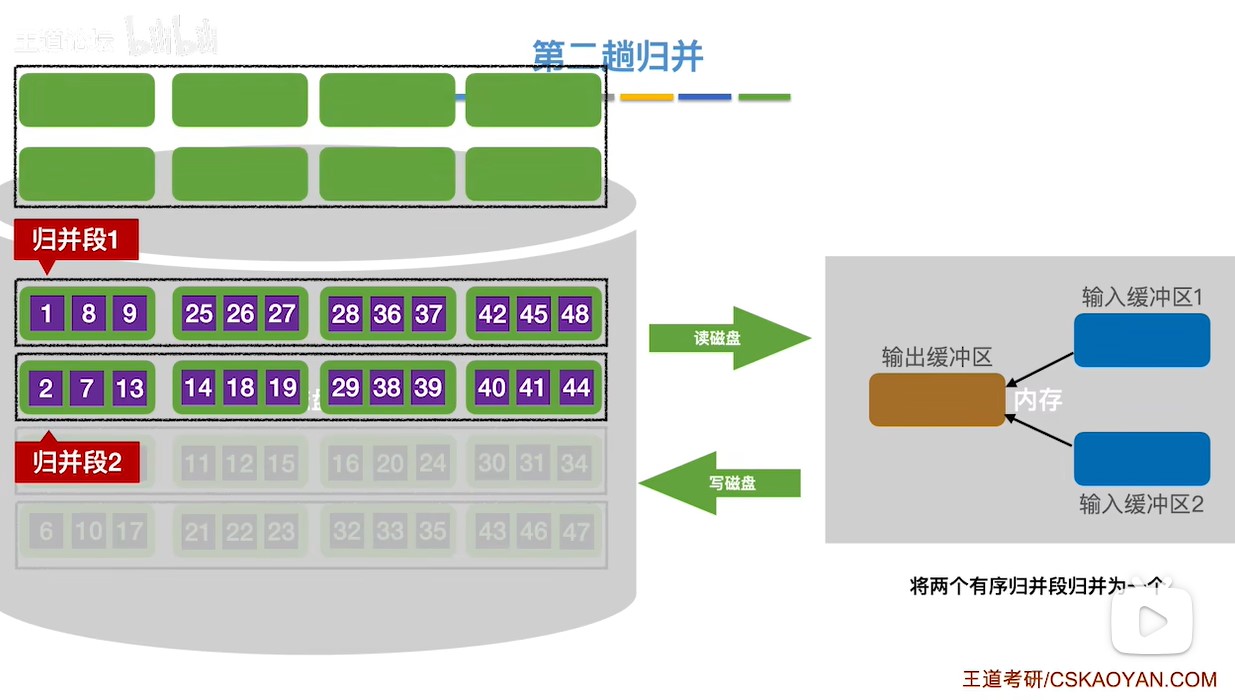 王道论坛 bilibili
第二趟归并
归并段1
1 8 9 25 26 27 28 36 37 42 45 48
2 7 13 14 18 19 29 38 39 40 41 44
归并段2
11 12 15 16 20 24 30 31 34
6 10 17 21 22 23 32 33 35 43 46 47
读磁盘
写磁盘
输入缓冲区1
输出缓冲区
内存
输入缓冲区2
将两个有序归并段归并为一个
王道考研/CSKAOYAN.COM